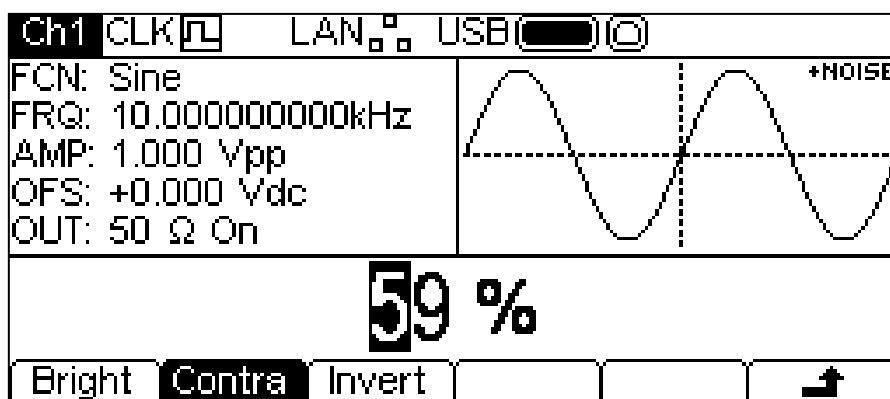 Ch1 CLK LAN USB
FCN: Sine
+NOISE
FRQ: 10.000000000kHz
AMP: 1.000 Vpp
OFS: +0.000 Vdc
OUT: 50 Ω On
59 %
Bright Contra Invert